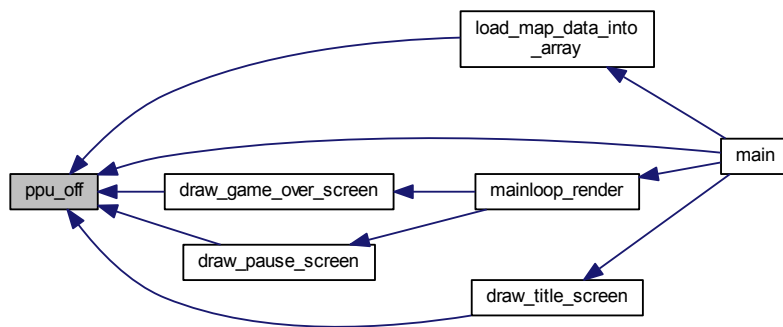 load_map_data_into
_array
main
ppu_off
draw_game_over_screen
mainloop_render
draw_pause_screen
draw_title_screen